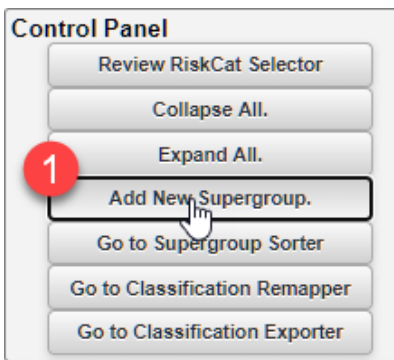 Control Panel
Review RiskCat Selector
Collapse All.
Expand All.
1
Add New Supergroup.
Go to Supergroup Sorter
Go to Classification Remapper
Go to Classification Exporter